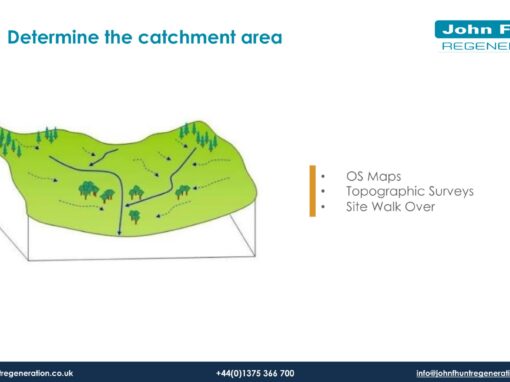 Determine the catchment area
John F
REGENER
• OS Maps
• Topographic Surveys
• Site Walk Over
regeneration.co.uk
+44(0)1375 366 700
info@johnfhuntregenerati